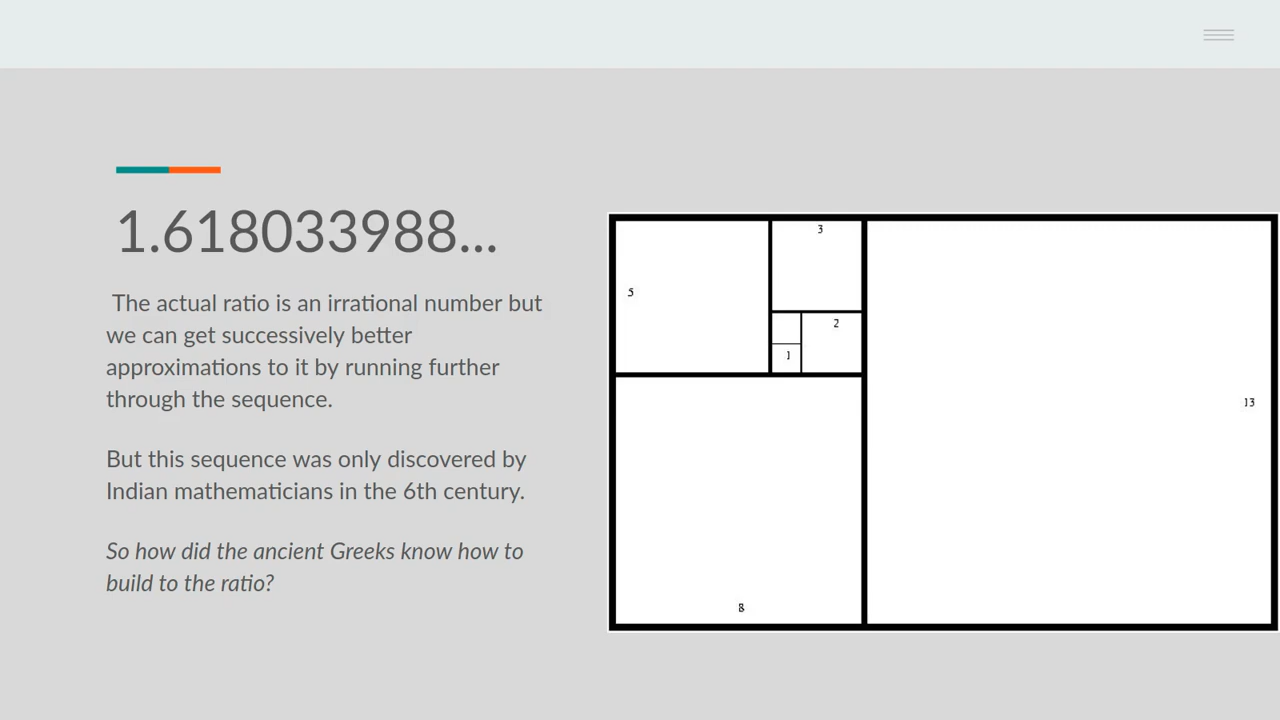 1.618033988...
The actual ratio is an irrational number but
we can get successively better
approximations to it by running further
through the sequence.
But this sequence was only discovered by
Indian mathematicians in the 6th century.
So how did the ancient Greeks know how to
build to the ratio?
3
5
2
1
13
8